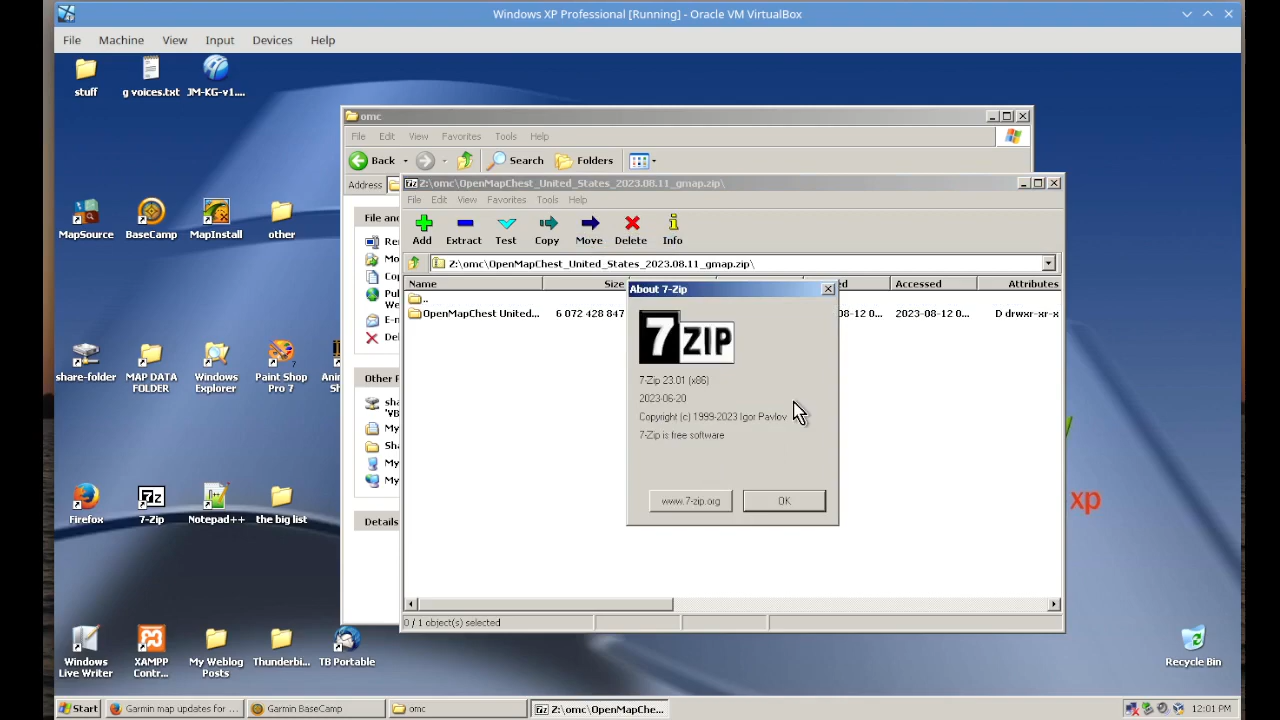 Windows XP Professional [Running] - Oracle VM VirtualBox
File Machine View Input Devices Help
stuff
g voices.txt
JM-KG-v1....
omc
File Edit View Favorites Tools Help
Back Search Folders
Address
Z:\omc\OpenMapChest_United_States_2023.08.11_gmap.zip\
File Edit View Favorites Tools Help
Add Extract Test Copy Move Delete Info
Z:\omc\OpenMapChest_United_States_2023.08.11_gmap.zip\
Name Size Accessed Attributes
..
OpenMapChest United... 6 072 428 847 08-12 0... 2023-08-12 0... D drwxr-xr-x
About 7-Zip
7 ZIP
7-Zip 23.01 (x86)
2023-06-20
Copyright (c) 1999-2023 Igor Pavlov
7-Zip is free software
www.7-zip.org
OK
0 / 1 object(s) selected
MapSource
BaseCamp
MapInstall
other
share-folder
MAP DATA FOLDER
Windows Explorer
Paint Shop Pro 7
Firefox
7z
7-Zip
Notepad++
the big list
Windows Live Writer
XAMPP Contr...
My Weblog Posts
Thunderbi...
TB Portable
File
Other
Details
xp
Recycle Bin
Start
Garmin map updates for ...
Garmin BaseCamp
omc
7z Z:\omc\OpenMapChe...
12:01 PM